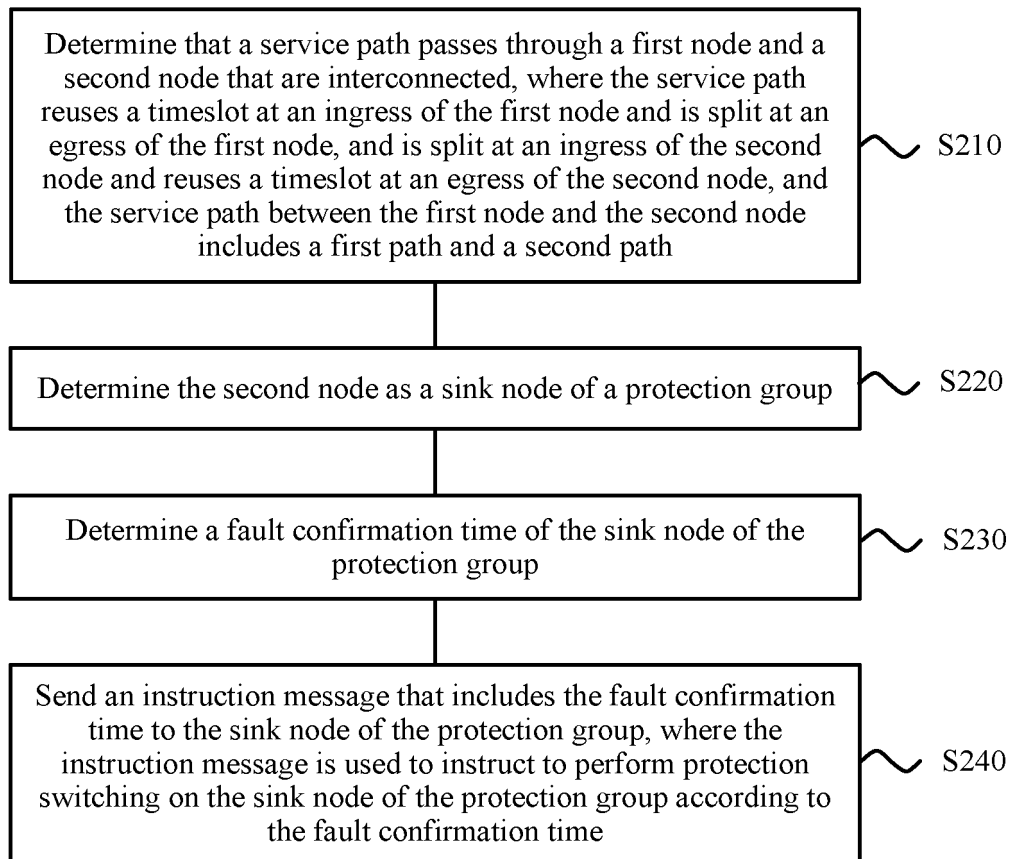 Determine that a service path passes through a first node and a
second node that are interconnected, where the service path
reuses a timeslot at an ingress of the first node and is split at an
egress of the first node, and is split at an ingress of the second
node and reuses a timeslot at an egress of the second node, and
the service path between the first node and the second node
includes a first path and a second path
S210
Determine the second node as a sink node of a protection group
S220
Determine a fault confirmation time of the sink node of the
protection group
S230
Send an instruction message that includes the fault confirmation
time to the sink node of the protection group, where the
instruction message is used to instruct to perform protection
switching on the sink node of the protection group according to
the fault confirmation time
S240